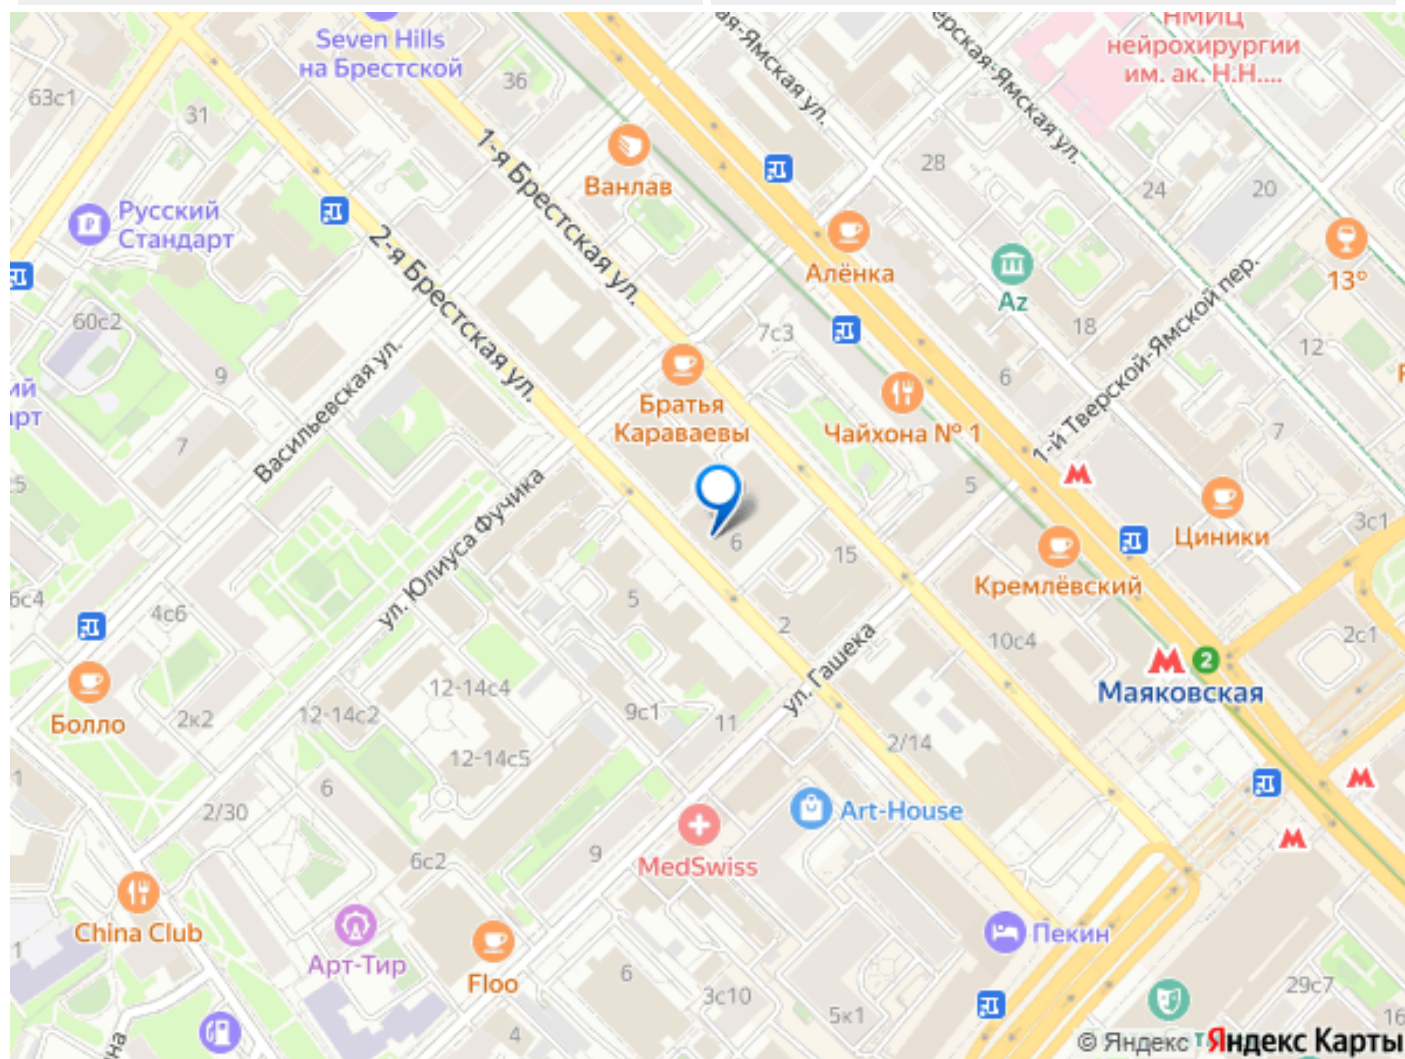 НМИЦ
нейрохирургии
им. ак. Н.Н....
Seven Hills
на Брестской
36
63с1
31
1-я Брестская ул.
Ванлав
28
24
20
Русский
Стандарт
2-я Брестская ул.
Алёнка
Az
13°
60с2
7с3
18
12
1-й Тверской-Ямской пер.
9
Васильевская ул.
6
Братья
Караваевы
Чайхона № 1
7
7
5
М
ул. Юлиуса Фучика
Циники
3с1
6
15
Кремлёвский
5
4с6
2
10с4
2с1
ул. Гашека
М
2
Маяковская
Болло
2к2
12-14с4
12-14с2
9с1
11
2/14
12-14с5
6
2/30
Art-House
М
М
MedSwiss
9
6с2
China Club
Арт-Тир
Floo
Пекин
6
3с10
5к1
29с7
4
16
© Яндекс
Яндекс Карты